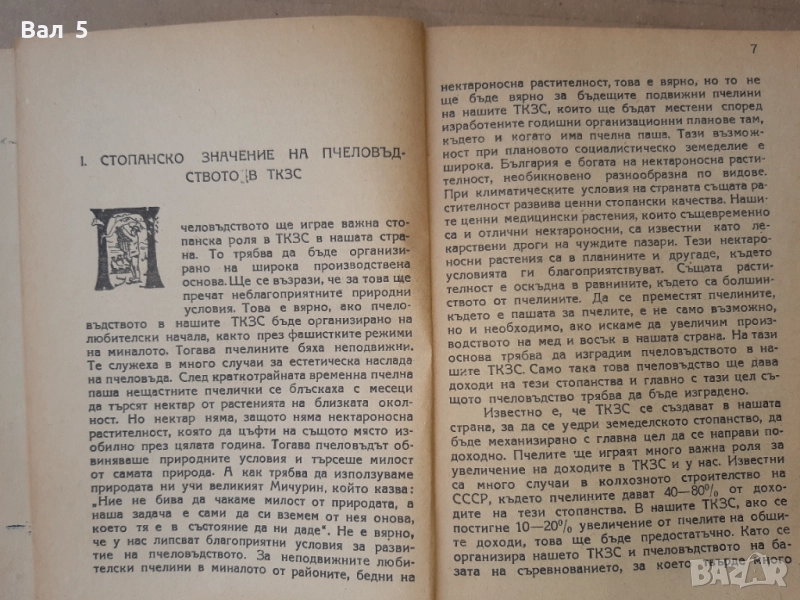 Вал 5
I. СТОПАНСКО ЗНАЧЕНИЕ НА ПЧЕЛОВЪД-
СТВОТО В ТКЗС
Пчеловъдството ще играе важна сто-
панска роля в ТКЗС в нашата стра-
на. То трябва да бъде организи-
рано на широка производствена
основа. Ще се възрази, че за това ще
пречат неблагоприятните природни
условия. Това е вярно, ако пчело-
въдството в нашите ТКЗС бъде организирано на
любителски начала, както през фашистките режими
на миналото. Тогава пчелините бяха неподвижни.
Те служеха в много случаи за естетическа наслада
на пчеловъда. След краткотрайната временна пчелна
паша нещастните пчелички се блъскаха с месеци
да търсят нектар от растенията на близката окол-
ност. Но нектар няма, защото няма нектароносна
растителност, която да цъфти на същото място из-
обилно през цялата година. Тогава пчеловъдът об-
виняваше природните условия и търсеше милост
от самата природа. А как трябва да използуваме
природата ни учи великият Мичурин, който казва:
„Ние не бива да чакаме милост от природата, а
наша задача е сами да си вземем от нея онова,
което тя е в състояние да ни даде“. Не е вярно,
че у нас липсват благоприятни условия за разви-
тие на пчеловъдството. За неподвижните люби-
телски пчелини в миналото от районите, бедни на
7
нектароносна растителност, това е вярно, но то не
ще бъде вярно за бъдещите подвижни пчелини
на нашите ТКЗС, които ще бъдат местени според
изработените годишни организационни планове там,
където и когато има пчелна паша. Тази възмож-
ност при плановото социалистическо земеделие е
широка. България е богата на нектароносна расти-
телност, необикновено разнообразна по видове.
При климатическите условия на страната същата ра-
стителност развива ценни стопански качества. Наши-
те ценни медицински растения, които същевременно
са и отлични нектароносни, са известни като ле-
карствени дроги на чуждите пазари. Тези нектаро-
носни растения са в планините и другаде, където
условията ги благоприятствуват. Същата расти-
телност е оскъдна в равнините, където са болшин-
ството от пчелините. Да се преместят пчелините,
където е пашата за пчелите, е не само възможно,
но и необходимо, ако искаме да увеличим произ-
водството на мед и восък в нашата страна. На тази
основа трябва да изградим пчеловъдството в на-
шите ТКЗС. Само така това пчеловъдство ще дава
доходи на тези стопанства и главно с тази цел съ-
щото пчеловъдство трябва да бъде изградено.
Известно е, че ТКЗС се създават в нашата
страна, за да се уедри земеделското стопанство, да
бъде механизирано с главна цел да се направи по-
доходно. Пчелите ще играят много важна роля за
увеличение на доходите в ТКЗС и у нас. Известни
са много случаи в колхозното строителство на
СССР, където пчелините дават 40—80% от дохо-
дите на тези стопанства. В нашите ТКЗС, ако се
постигне 10—20% увеличение от пчелите на общи-
те доходи, това ще бъде предостатъчно. Като се
организира нашето ТКЗС и пчеловъдството на ба-
зата на съревнованието, за което твърде много
BAZAR